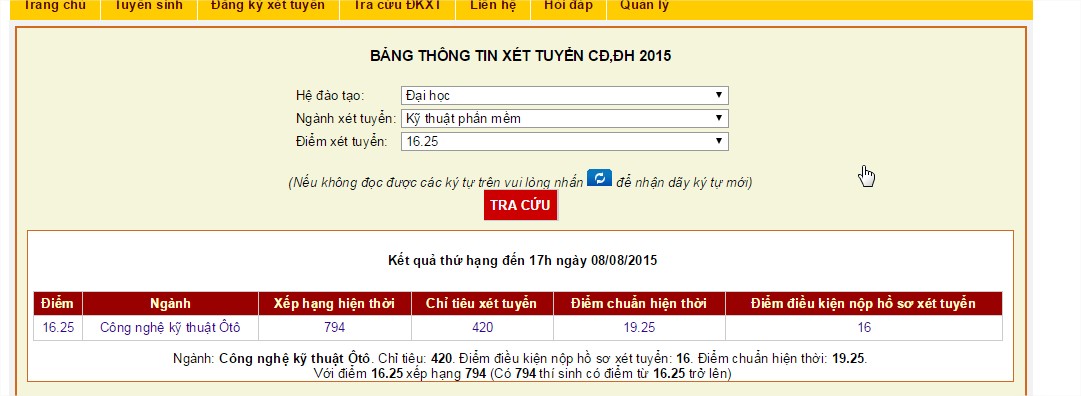 Trang chủ Tuyển sinh Đăng ký xét tuyển Tra cứu ĐKXT Liên hệ Hỏi đáp Quản lý
BẢNG THÔNG TIN XÉT TUYỂN CĐ,ĐH 2015
Hệ đào tạo: Đại học
Ngành xét tuyển: Kỹ thuật phần mềm
Điểm xét tuyển: 16.25
(Nếu không đọc được các ký tự trên vui lòng nhấn để nhận dãy ký tự mới)
TRA CỨU
Kết quả thứ hạng đến 17h ngày 08/08/2015
Điểm Ngành Xếp hạng hiện thời Chỉ tiêu xét tuyển Điểm chuẩn hiện thời Điểm điều kiện nộp hồ sơ xét tuyển
16.25 Công nghệ kỹ thuật Ôtô 794 420 19.25 16
Ngành: Công nghệ kỹ thuật Ôtô. Chỉ tiêu: 420. Điểm điều kiện nộp hồ sơ xét tuyển: 16. Điểm chuẩn hiện thời: 19.25.
Với điểm 16.25 xếp hạng 794 (Có 794 thí sinh có điểm từ 16.25 trở lên)